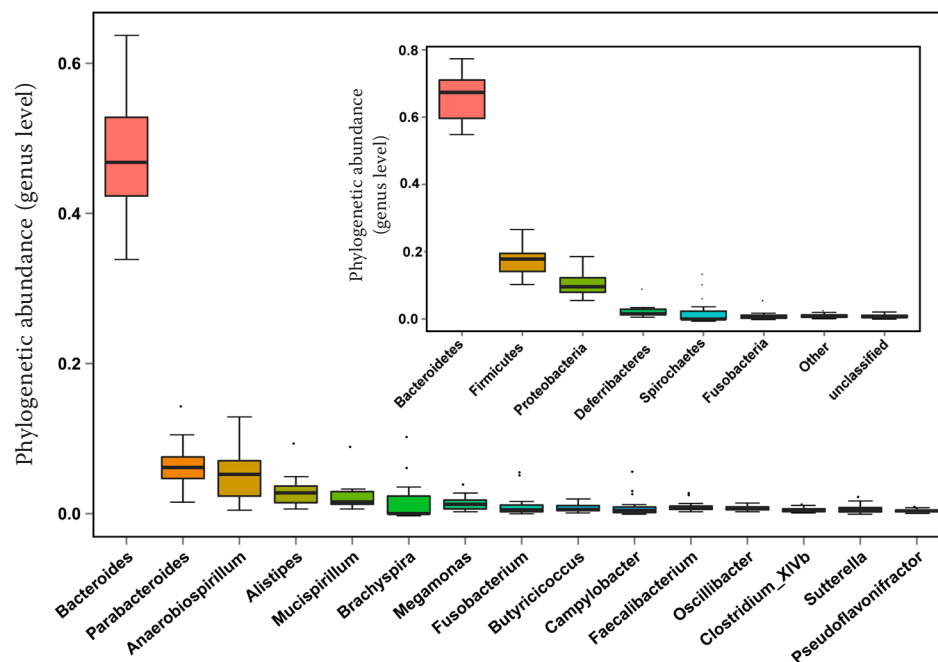 Phylogenetic abundance (genus level)
0.6
0.4
0.2
0.0
Bacteroides
Parabacteroides
Anaerobiospirillum
Alistipes
Mucispirillum
Brachyspira
Megamonas
Fusobacterium
Butyricicoccus
Campylobacter
Faecalibacterium
Oscillibacter
Clostridium_XIVb
Sutterella
Pseudoflavonifractor
Phylogenetic abundance
(genus level)
0.8
0.6
0.4
0.2
0.0
Bacteroidetes
Firmicutes
Proteobacteria
Deferribacteres
Spirochaetes
Fusobacteria
Other
unclassified